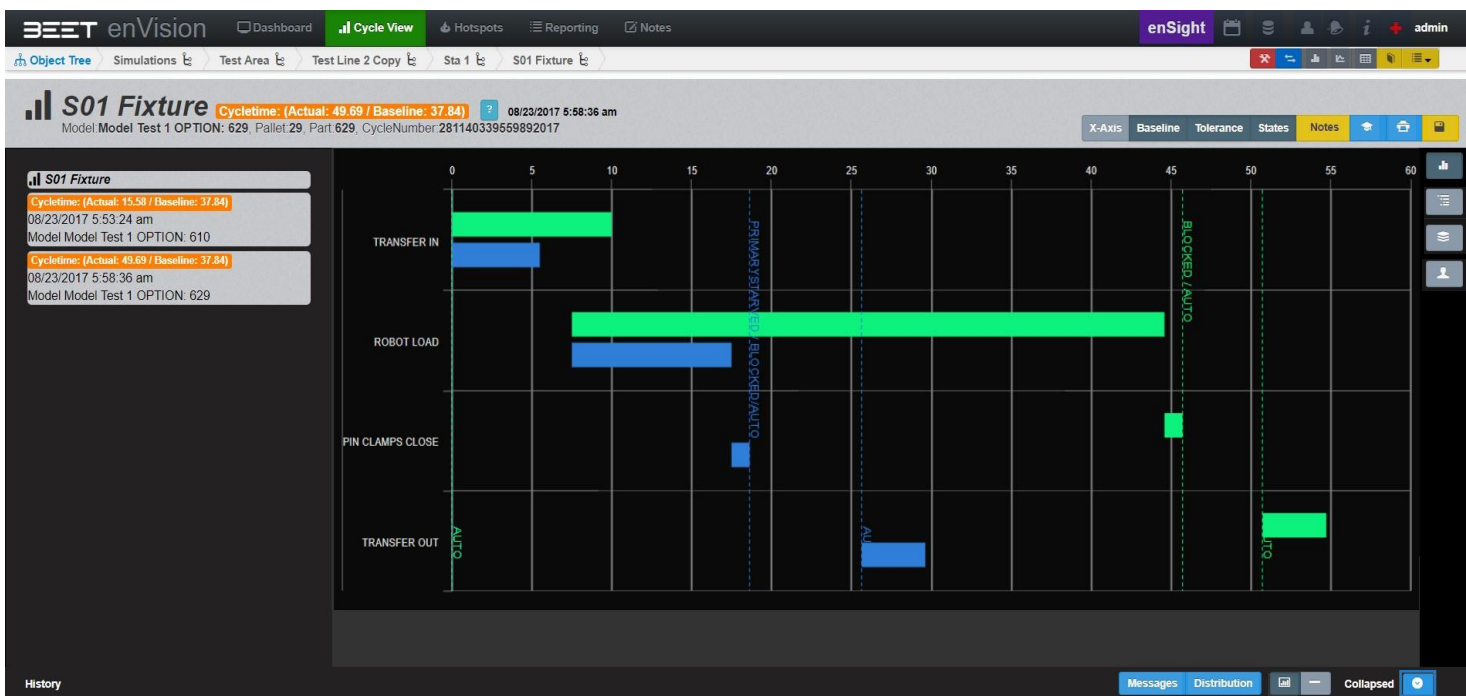 BEET enVision Dashboard Cycle View Hotspots Reporting Notes enSight admin
Object Tree Simulations Test Area Test Line 2 Copy Sta 1 S01 Fixture
S01 Fixture Cycletime: (Actual: 49.69 / Baseline: 37.84) ? 08/23/2017 5:58:36 am
Model:Model Test 1 OPTION: 629, Pallet:29, Part:629, CycleNumber:281140339559892017
X-Axis Baseline Tolerance States Notes
S01 Fixture
Cycletime: (Actual: 15.58 / Baseline: 37.84)
08/23/2017 5:53:24 am
Model Model Test 1 OPTION: 610
Cycletime: (Actual: 49.69 / Baseline: 37.84)
08/23/2017 5:58:36 am
Model Model Test 1 OPTION: 629
0 5 10 15 20 25 30 35 40 45 50 55 60
TRANSFER IN
ROBOT LOAD
PIN CLAMPS CLOSE
TRANSFER OUT
AUTO
PRIMARYSTARVED / BLOCKED/AUTO
BLOCKED / AUTO
History Messages Distribution Collapsed